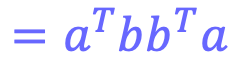 = a^T b b^T a